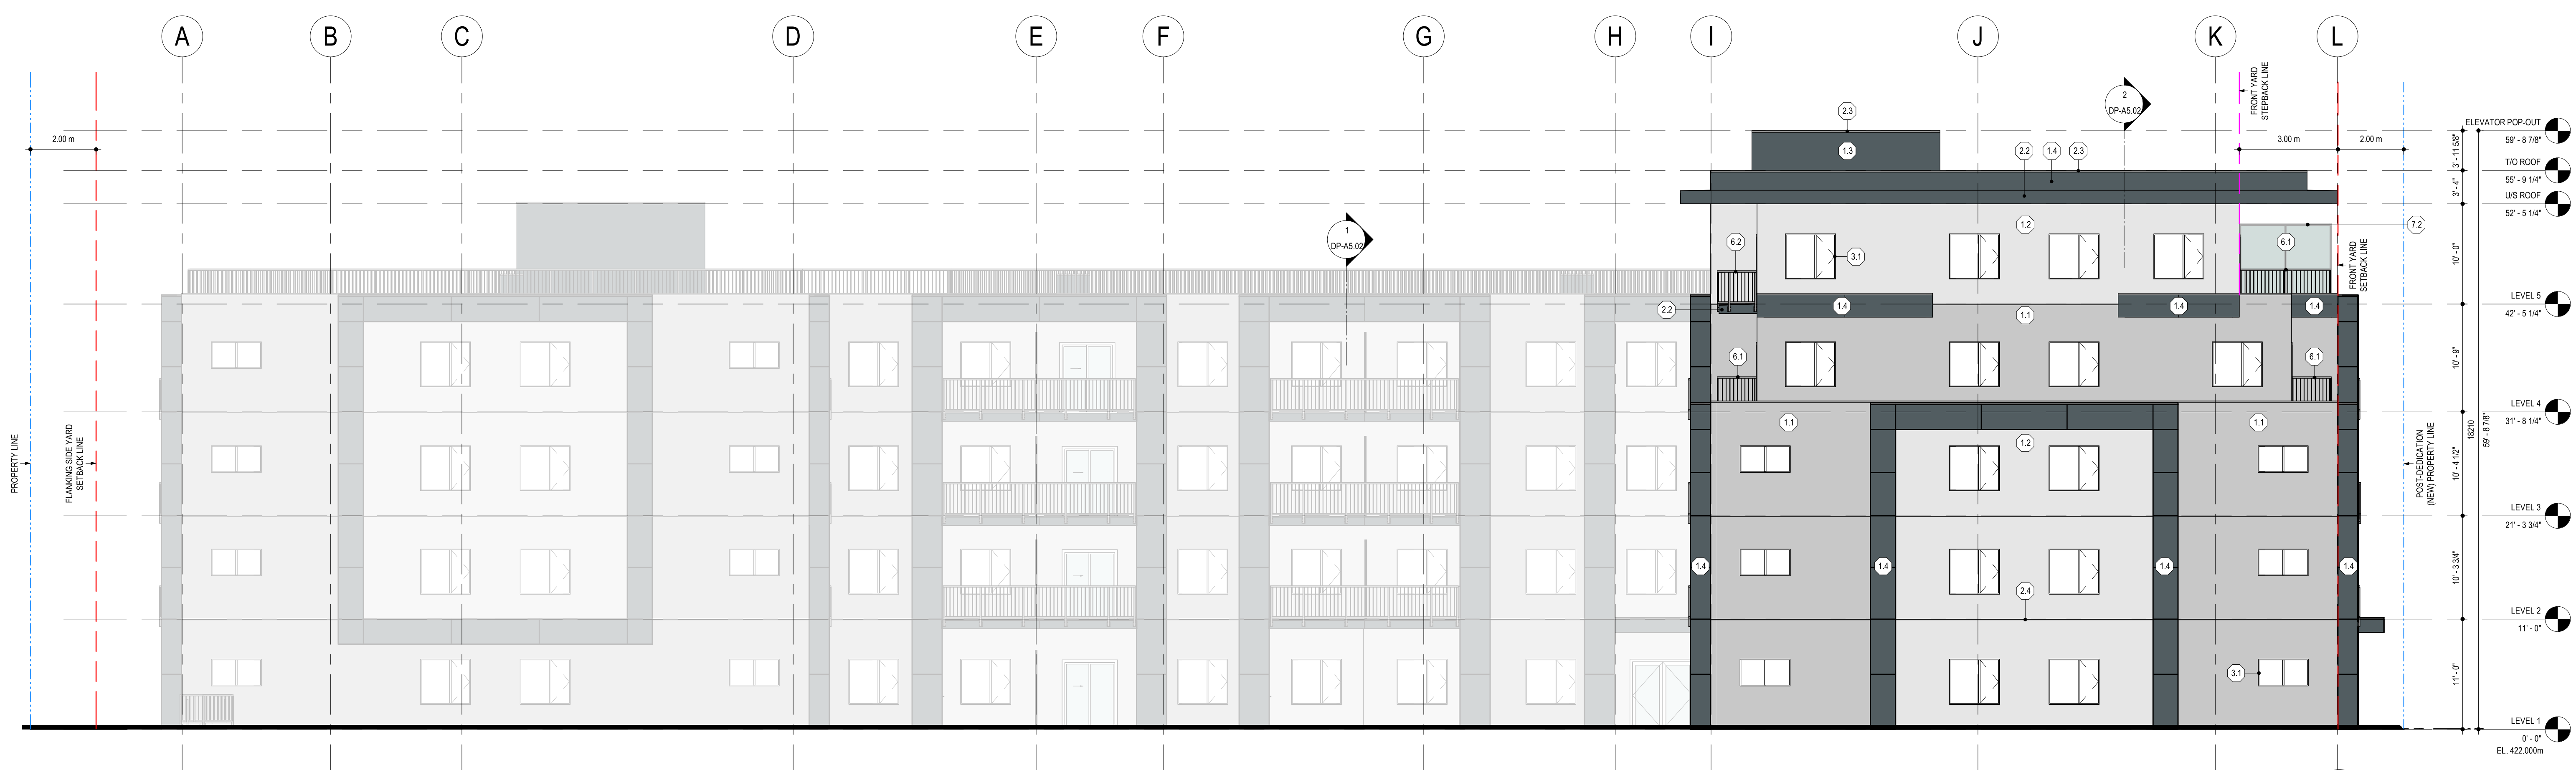 A
B
C
D
E
F
G
H
I
J
K
L
2.00 m
PROPERTY LINE
FLANKING SIDE YARD
SETBACK LINE
1
DP-A5.02
2
DP-A5.02
FRONT YARD
STEPBACK LINE
3.00 m
2.00 m
2.3
1.3
2.2
1.4
2.3
1.2
6.2
3.1
6.1
7.2
FRONT YARD
SETBACK LINE
2.2
1.4
1.1
1.4
1.4
6.1
6.1
1.1
1.2
1.1
1.4
1.4
1.4
1.4
2.4
3.1
POST-DEDICATION
(NEW) PROPERTY LINE
3' - 11 5/8"
3' - 4"
10' - 0"
10' - 9"
10' - 4 1/2"
10' - 3 3/4"
11' - 0"
18210
59' - 8 7/8"
ELEVATOR POP-OUT
59' - 8 7/8"
T/O ROOF
55' - 9 1/4"
U/S ROOF
52' - 5 1/4"
LEVEL 5
42' - 5 1/4"
LEVEL 4
31' - 8 1/4"
LEVEL 3
21' - 3 3/4"
LEVEL 2
11' - 0"
LEVEL 1
0' - 0"
EL. 422.000m